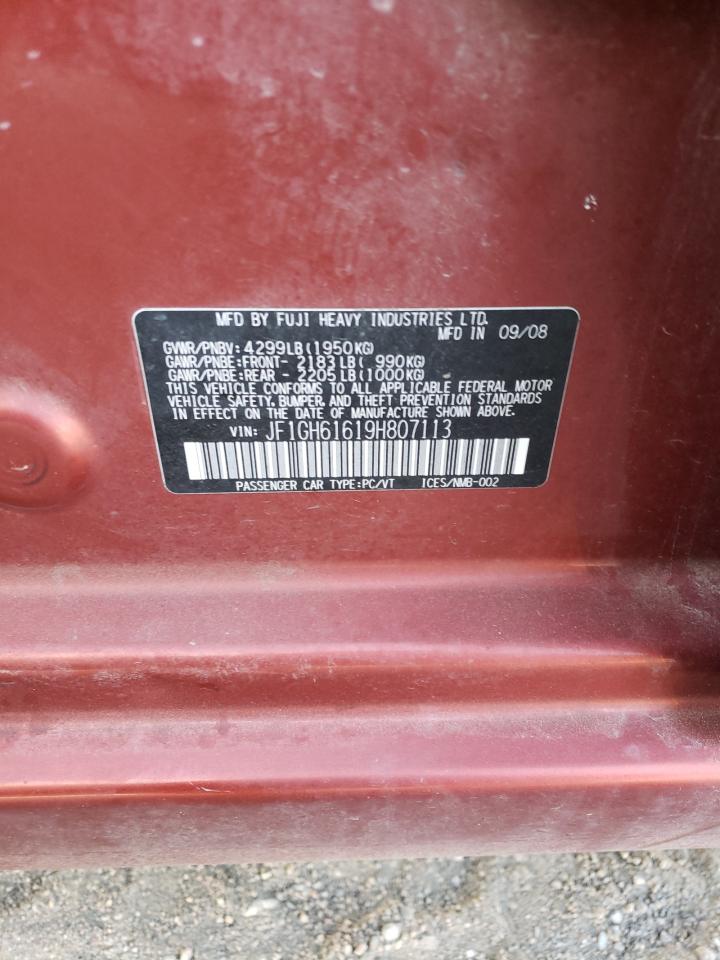 MFD BY FUJI HEAVY INDUSTRIES LTD.
MFD IN 09/08
GVWR/PNBV: 4299LB(1950KG)
GAWR/PNBE:FRONT- 2183LB( 990KG)
GAWR/PNBE:REAR - 2205LB(1000KG)
THIS VEHICLE CONFORMS TO ALL APPLICABLE FEDERAL MOTOR
VEHICLE SAFETY, BUMPER, AND THEFT PREVENTION STANDARDS
IN EFFECT ON THE DATE OF MANUFACTURE SHOWN ABOVE.
VIN: JF1GH61619H807113
PASSENGER CAR TYPE:PC/VT ICES/NMB-002